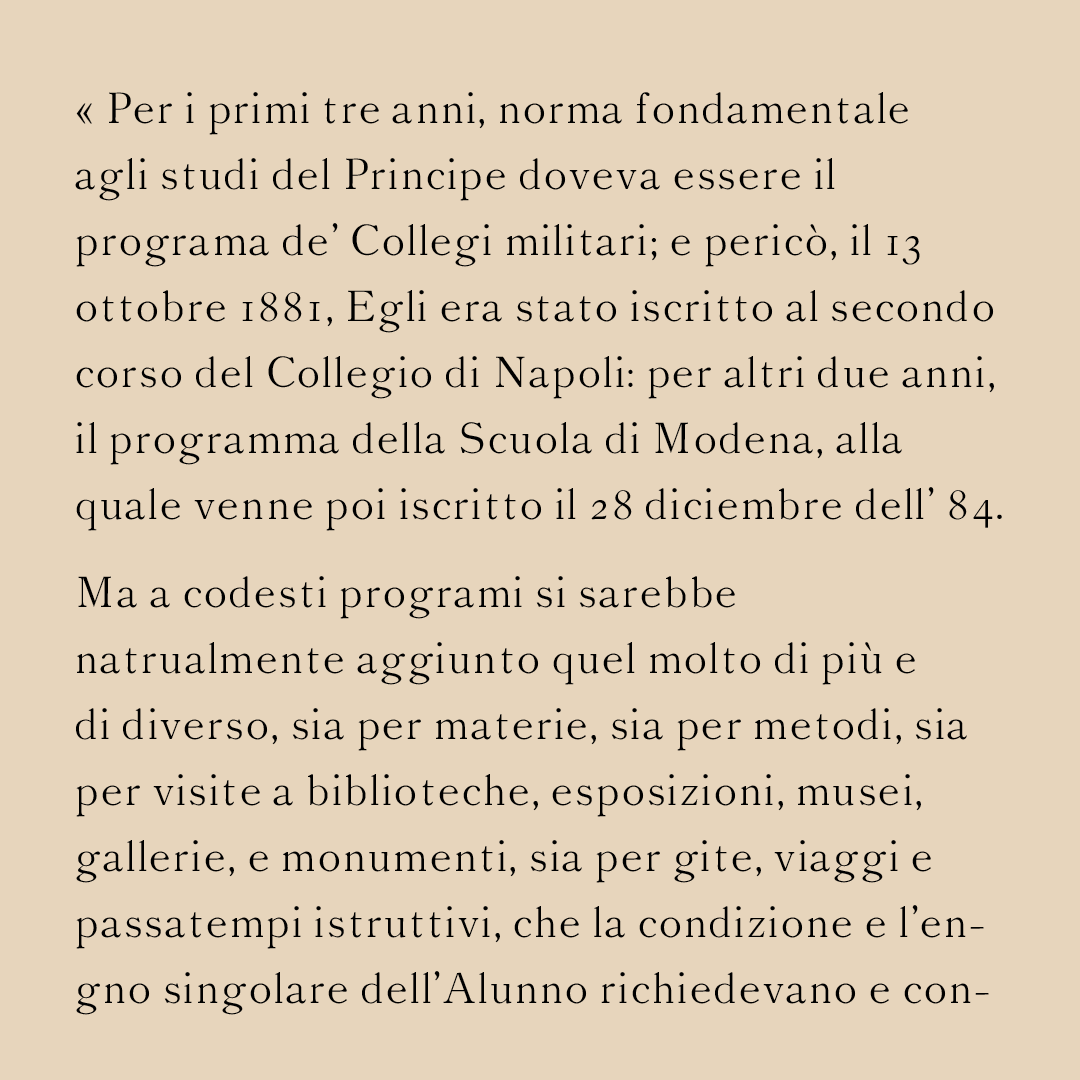 « Per i primi tre anni, norma fondamentale
agli studi del Principe doveva essere il
programa de’ Collegi militari; e pericò, il 13
ottobre 1881, Egli era stato iscritto al secondo
corso del Collegio di Napoli: per altri due anni,
il programma della Scuola di Modena, alla
quale venne poi iscritto il 28 diciembre dell’ 84.
Ma a codesti programi si sarebbe
natrualmente aggiunto quel molto di più e
di diverso, sia per materie, sia per metodi, sia
per visite a biblioteche, esposizioni, musei,
gallerie, e monumenti, sia per gite, viaggi e
passatempi istruttivi, che la condizione e l’en-
gno singolare dell’Alunno richiedevano e con-